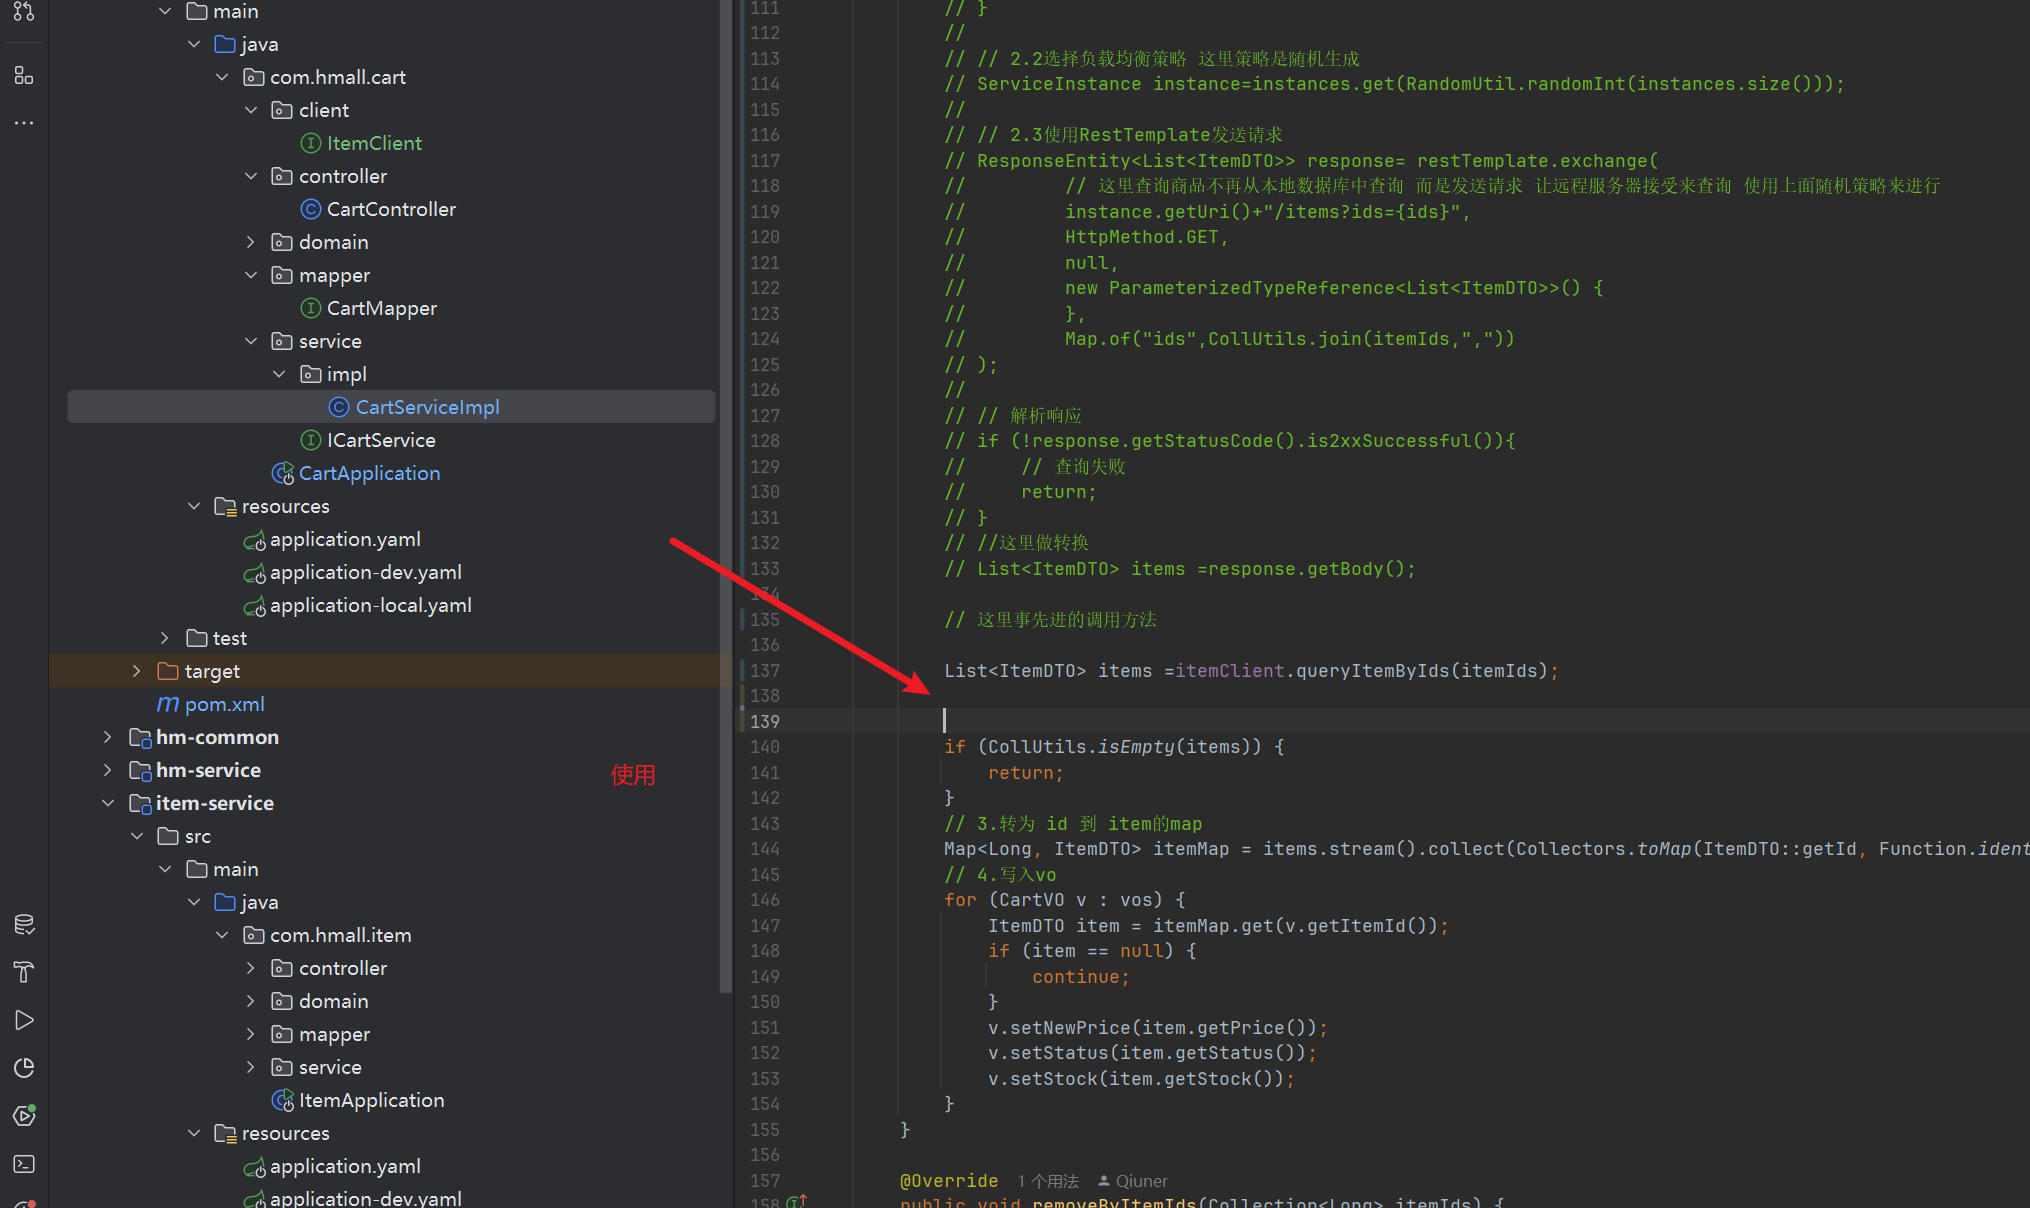 main
java
com.hmall.cart
client
ItemClient
controller
CartController
domain
mapper
CartMapper
service
impl
CartServiceImpl
ICartService
CartApplication
resources
application.yaml
application-dev.yaml
application-local.yaml
test
target
pom.xml
hm-common
hm-service
使用
item-service
src
main
java
com.hmall.item
controller
domain
mapper
service
ItemApplication
resources
application.yaml
application-dev.yaml
111 // }
112 //
113 // // 2.2选择负载均衡策略 这里策略是随机生成
114 // ServiceInstance instance=instances.get(RandomUtil.randomInt(instances.size()));
115 //
116 // // 2.3使用RestTemplate发送请求
117 // ResponseEntity<List<ItemDTO>> response= restTemplate.exchange(
118 // // 这里查询商品不再从本地数据库中查询 而是发送请求 让远程服务器接受来查询 使用上面随机策略来进行
119 // instance.getUri()+"/items?ids={ids}",
120 // HttpMethod.GET,
121 // null,
122 // new ParameterizedTypeReference<List<ItemDTO>>() {
123 // },
124 // Map.of("ids",CollUtils.join(itemIds,","))
125 // );
126 //
127 // // 解析响应
128 // if (!response.getStatusCode().is2xxSuccessful()){
129 // // 查询失败
130 // return;
131 // }
132 // //这里做转换
133 // List<ItemDTO> items =response.getBody();
134
135 // 这里事先进的调用方法
136
137 List<ItemDTO> items =itemClient.queryItemByIds(itemIds);
138
139
140 if (CollUtils.isEmpty(items)) {
141 return;
142 }
143 // 3.转为 id 到 item的map
144 Map<Long, ItemDTO> itemMap = items.stream().collect(Collectors.toMap(ItemDTO::getId, Function.ident
145 // 4.写入vo
146 for (CartVO v : vos) {
147 ItemDTO item = itemMap.get(v.getItemId());
148 if (item == null) {
149 continue;
150 }
151 v.setNewPrice(item.getPrice());
152 v.setStatus(item.getStatus());
153 v.setStock(item.getStock());
154 }
155 }
156
157 @Override 1 个用法 Qiuner
158 public void removeByItemIds(Collection<Long> itemIds) {